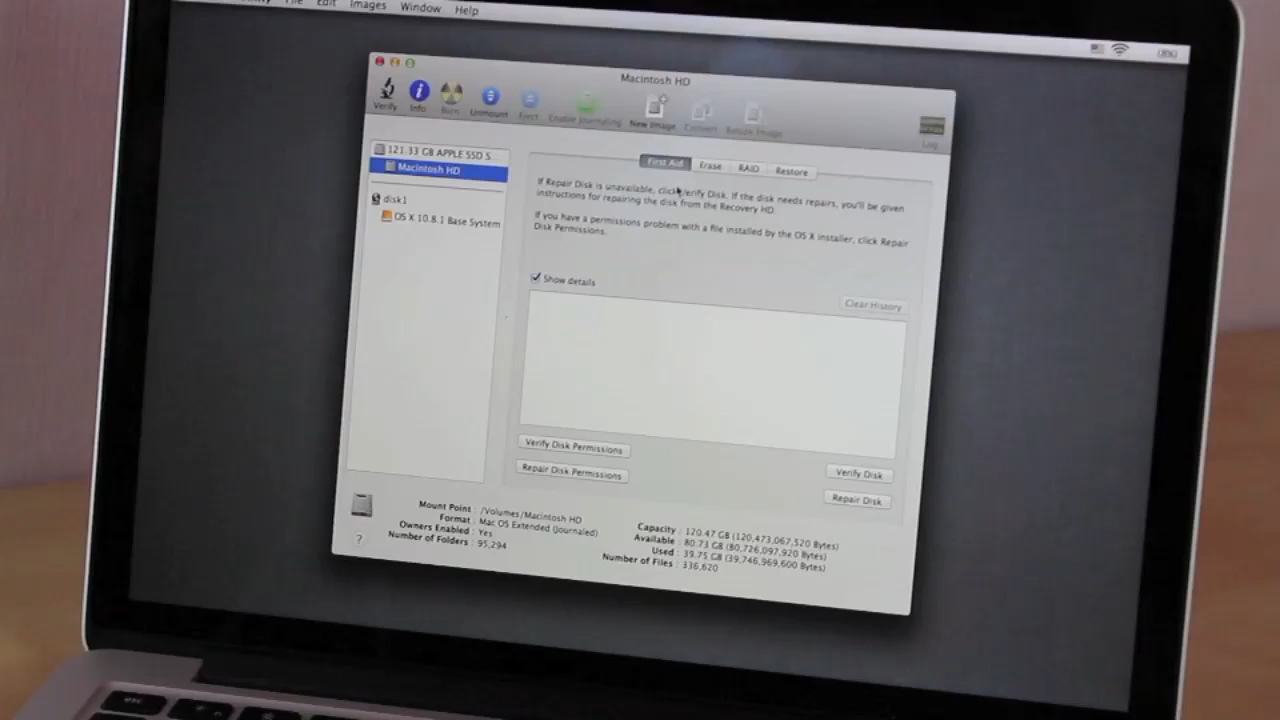 File Edit Images Window Help
Macintosh HD
Verify Info Burn Unmount Eject Enable Journaling New Image Convert Resize Image Log
121.33 GB APPLE SSD S...
Macintosh HD
disk1
OS X 10.8.1 Base System
First Aid Erase RAID Restore
If Repair Disk is unavailable, click Verify Disk. If the disk needs repairs, you'll be given
instructions for repairing the disk from the Recovery HD.
If you have a permissions problem with a file installed by the OS X installer, click Repair
Disk Permissions.
Show details
Clear History
Verify Disk Permissions
Repair Disk Permissions
Verify Disk
Repair Disk
Mount Point : /Volumes/Macintosh HD
Format : Mac OS Extended (Journaled)
Owners Enabled : Yes
Number of Folders : 95,294
Capacity : 120.47 GB (120,473,067,520 Bytes)
Available : 80.73 GB (80,726,097,920 Bytes)
Used : 39.75 GB (39,746,969,600 Bytes)
Number of Files : 336,620
?
esc